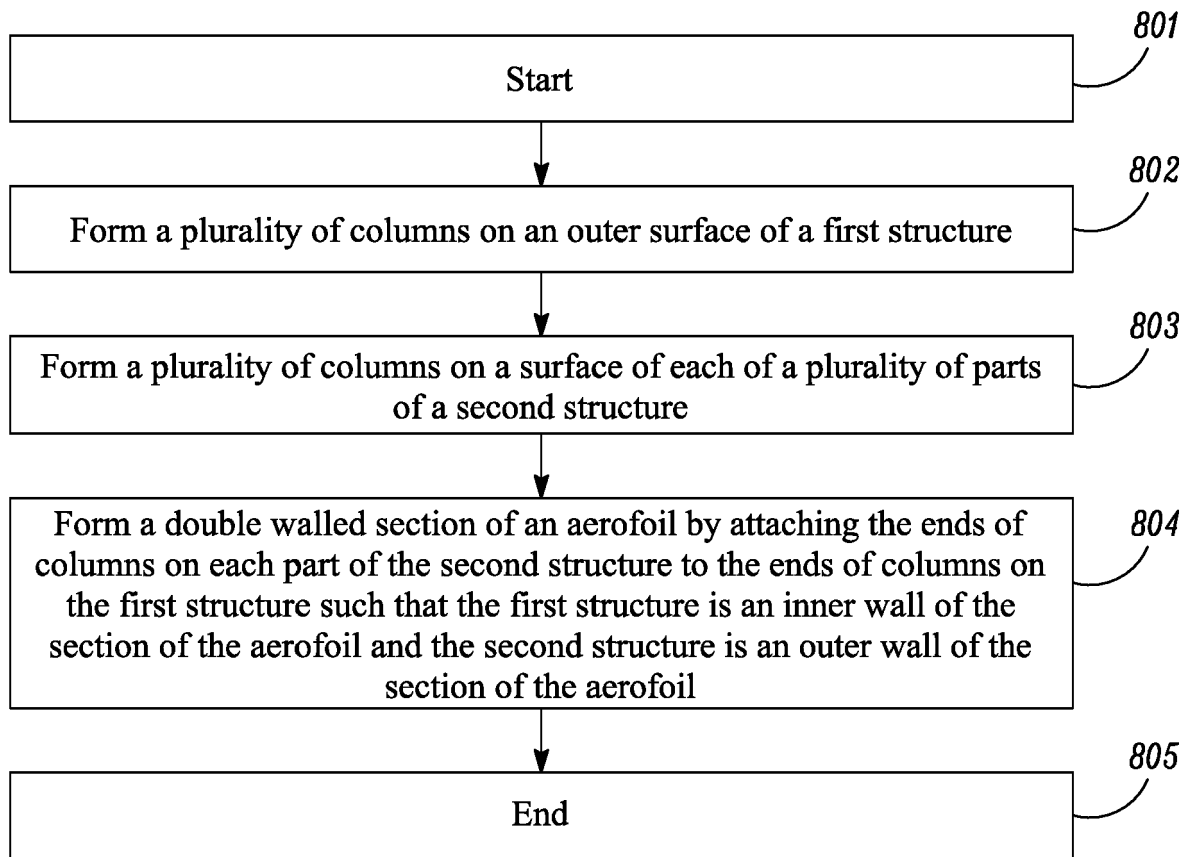 801
Start
802
Form a plurality of columns on an outer surface of a first structure
803
Form a plurality of columns on a surface of each of a plurality of parts
of a second structure
804
Form a double walled section of an aerofoil by attaching the ends of
columns on each part of the second structure to the ends of columns on
the first structure such that the first structure is an inner wall of the
section of the aerofoil and the second structure is an outer wall of the
section of the aerofoil
805
End